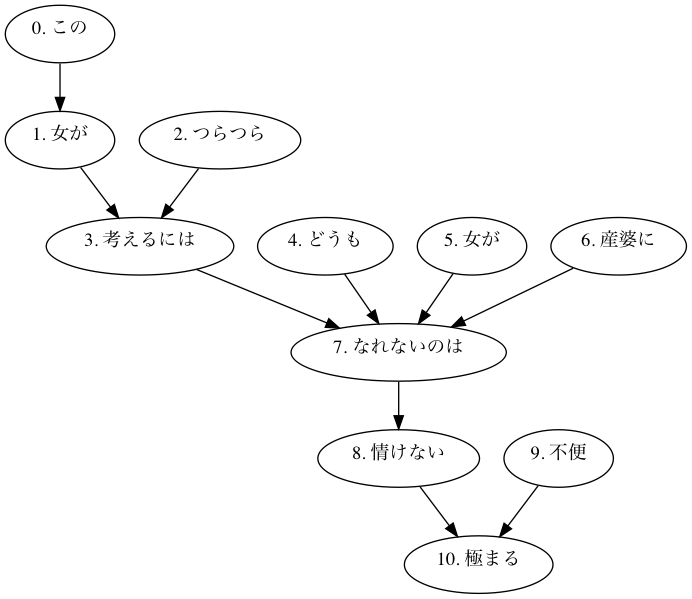 0. この
1. 女が
2. つらつら
3. 考えるには
4. どうも
5. 女が
6. 産婆に
7. なれないのは
8. 情けない
9. 不便
10. 極まる